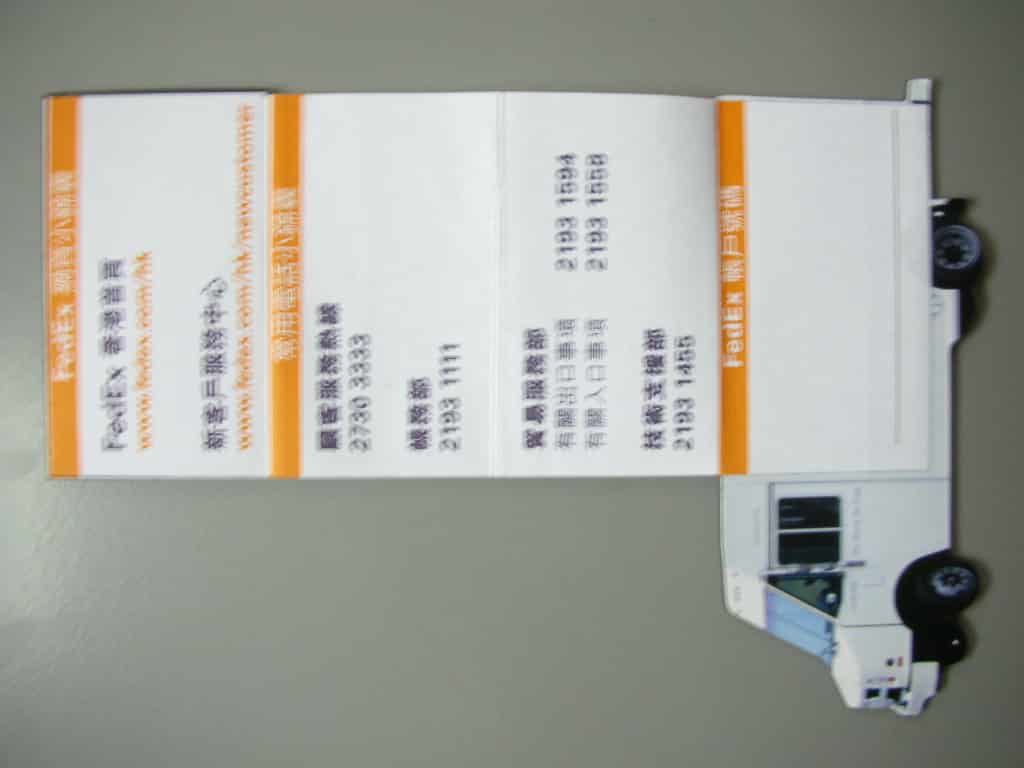 FedEx 網頁小錦囊
FedEx 香港首頁
www.fedex.com/hk
新客戶服務中心
www.fedex.com/hk/newcustomer
常用電話小錦囊
顧客服務熱線
2730 3333
帳務部
2193 1111
貿易服務部
有關出口事項 2193 1594
有關入口事項 2193 1558
技術支援部
2193 1455
FedEx 帳戶號碼